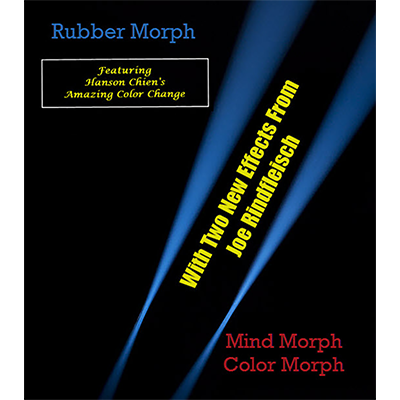 Rubber Morph
Featuring
Hanson Chien's
Amazing Color Change
With Two New Effects From
Joe Rindfleisch
Mind Morph
Color Morph